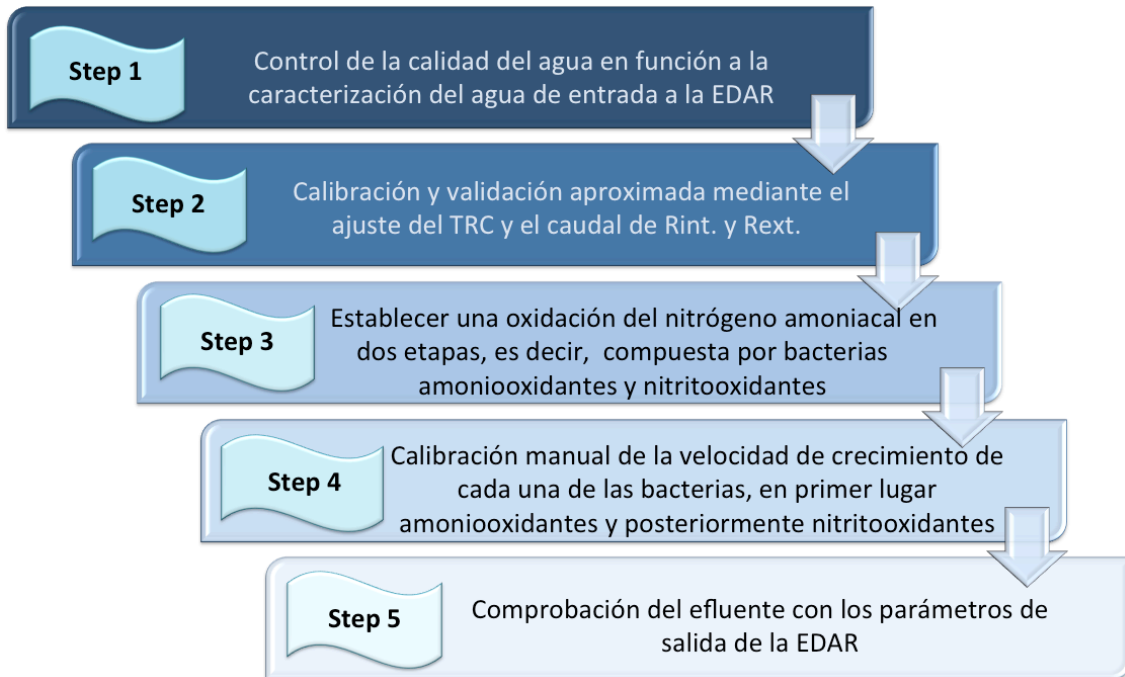 Step 1
Control de la calidad del agua en función a la
caracterización del agua de entrada a la EDAR
Step 2
Calibración y validación aproximada mediante el
ajuste del TRC y el caudal de Rint. y Rext.
Step 3
Establecer una oxidación del nitrógeno amoniacal en
dos etapas, es decir, compuesta por bacterias
amoniooxidantes y nitritooxidantes
Step 4
Calibración manual de la velocidad de crecimiento de
cada una de las bacterias, en primer lugar
amoniooxidantes y posteriormente nitritooxidantes
Step 5
Comprobación del efluente con los parámetros de
salida de la EDAR